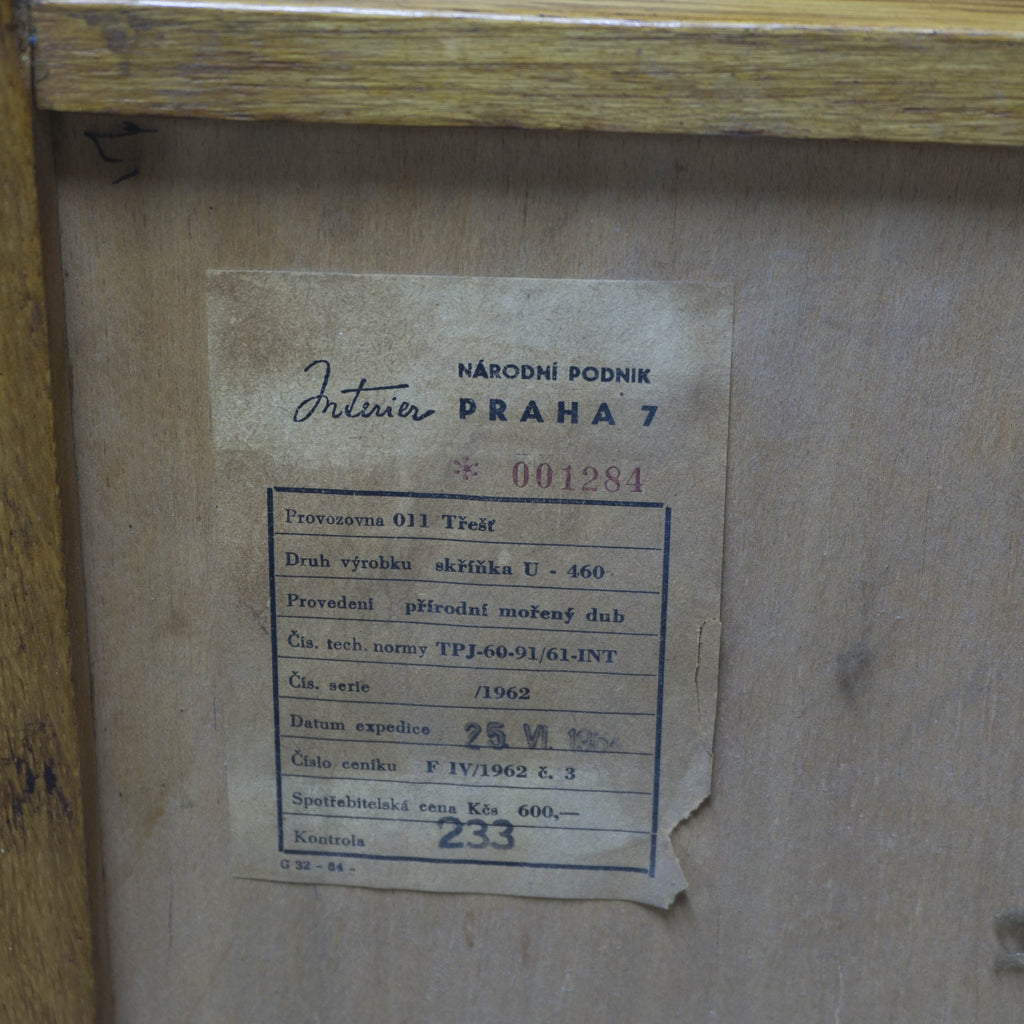 Interier
NÁRODNÍ PODNIK
PRAHA 7
* 001284
Provozovna 011 Třešť
Druh výrobku skříňka U - 460
Provedení přírodní mořený dub
Čís. tech. normy TPJ-60-91/61-INT
Čís. serie /1962
Datum expedice 25. VI.
Číslo ceníku F IV/1962 č. 3
Spotřebitelská cena Kčs 600,—
Kontrola 233
G 32 - 84 -